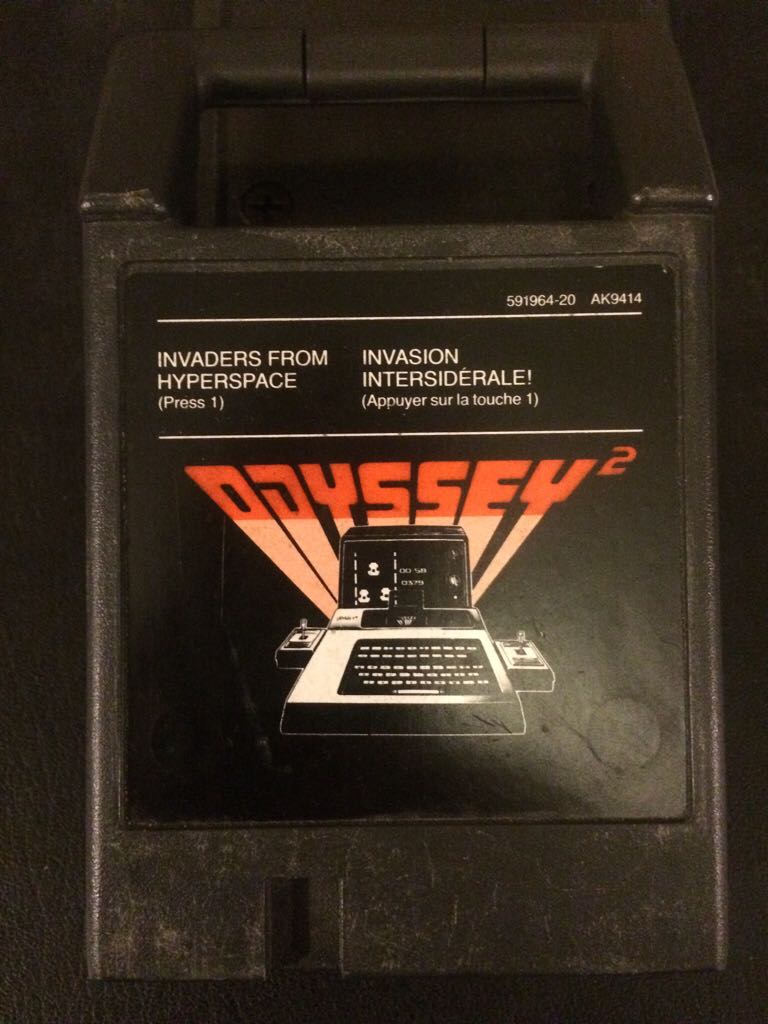 591964-20 AK9414
INVADERS FROM
HYPERSPACE
(Press 1)
INVASION
INTERSIDÉRALE!
(Appuyer sur la touche 1)
ODYSSEY²
00:58
0379